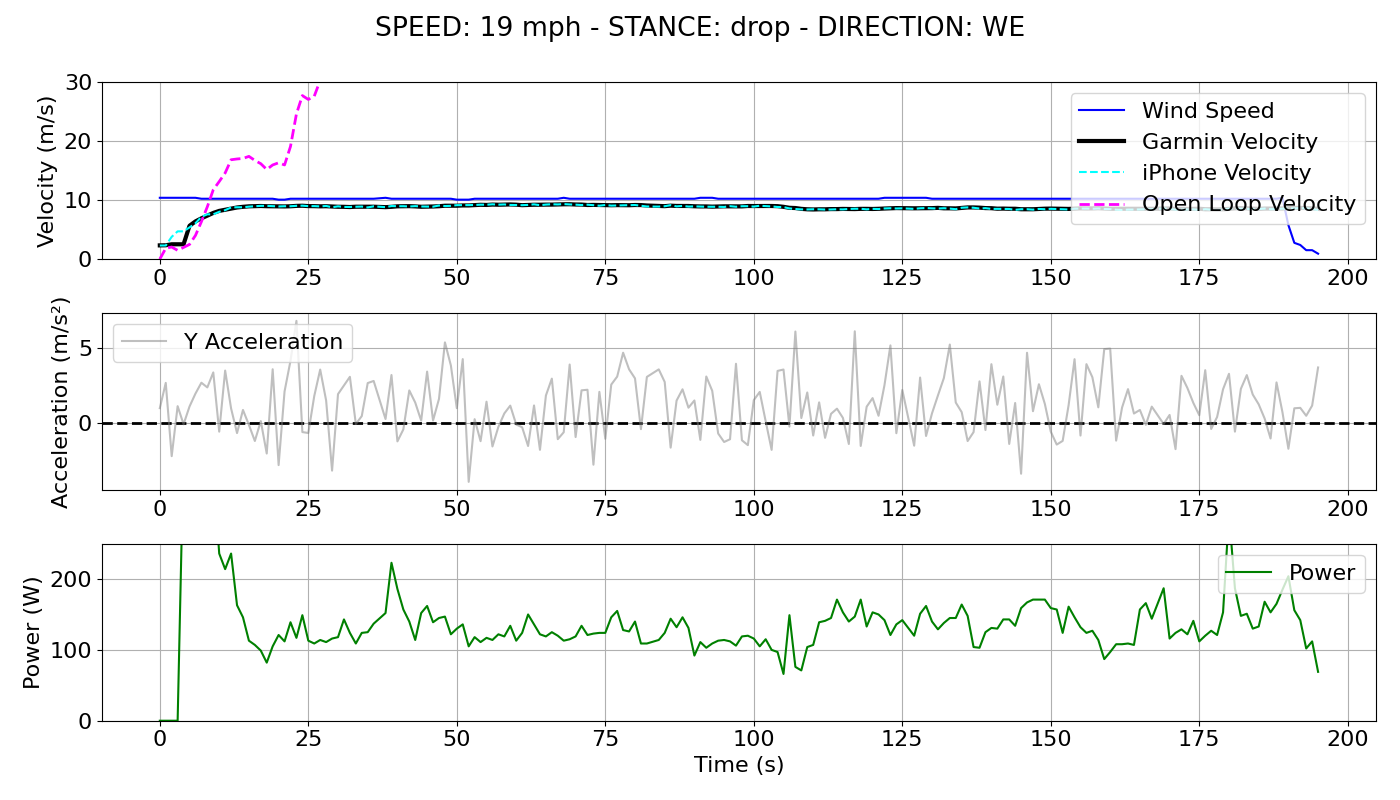 SPEED: 19 mph - STANCE: drop - DIRECTION: WE
Velocity (m/s)
30
20
10
0
Wind Speed
Garmin Velocity
iPhone Velocity
Open Loop Velocity
0 25 50 75 100 125 150 175 200
Acceleration (m/s²)
5
0
Y Acceleration
0 25 50 75 100 125 150 175 200
Power (W)
200
100
0
Power
0 25 50 75 100 125 150 175 200
Time (s)